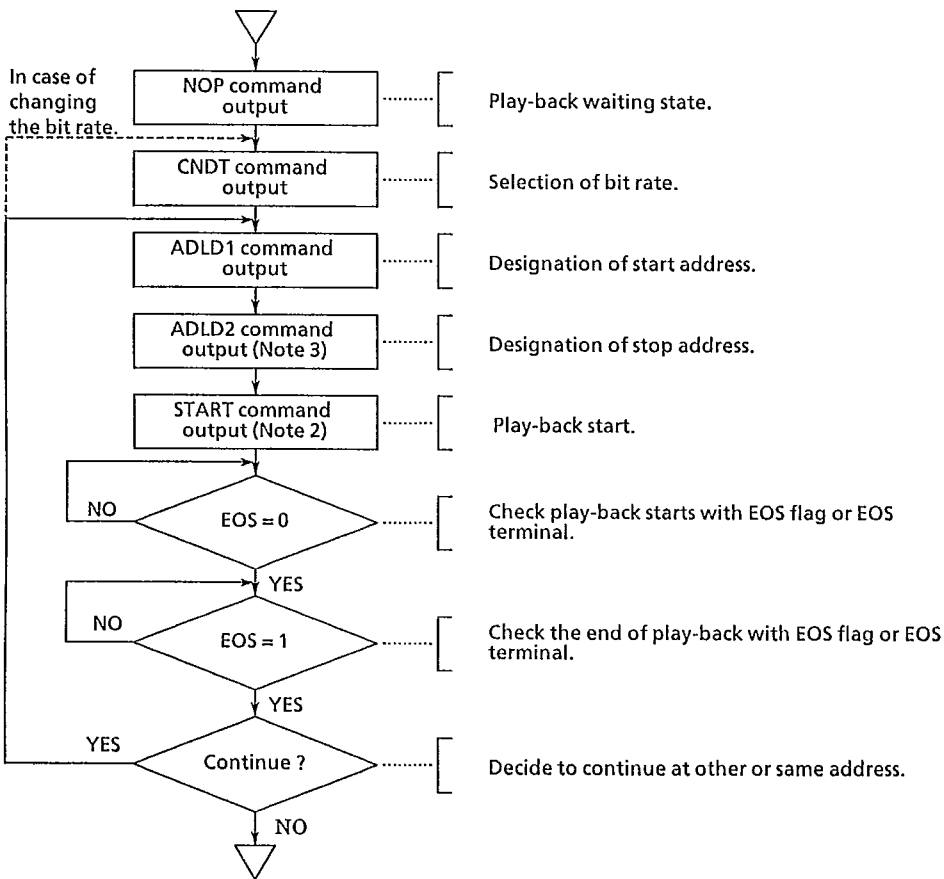 In case of
changing
the bit rate.
NOP command
output
Play-back waiting state.
CNDT command
output
Selection of bit rate.
ADLD1 command
output
Designation of start address.
ADLD2 command
output (Note 3)
Designation of stop address.
START command
output (Note 2)
Play-back start.
NO
EOS = 0
Check play-back starts with EOS flag or EOS
terminal.
YES
NO
EOS = 1
Check the end of play-back with EOS flag or EOS
terminal.
YES
YES
Continue ?
Decide to continue at other or same address.
NO